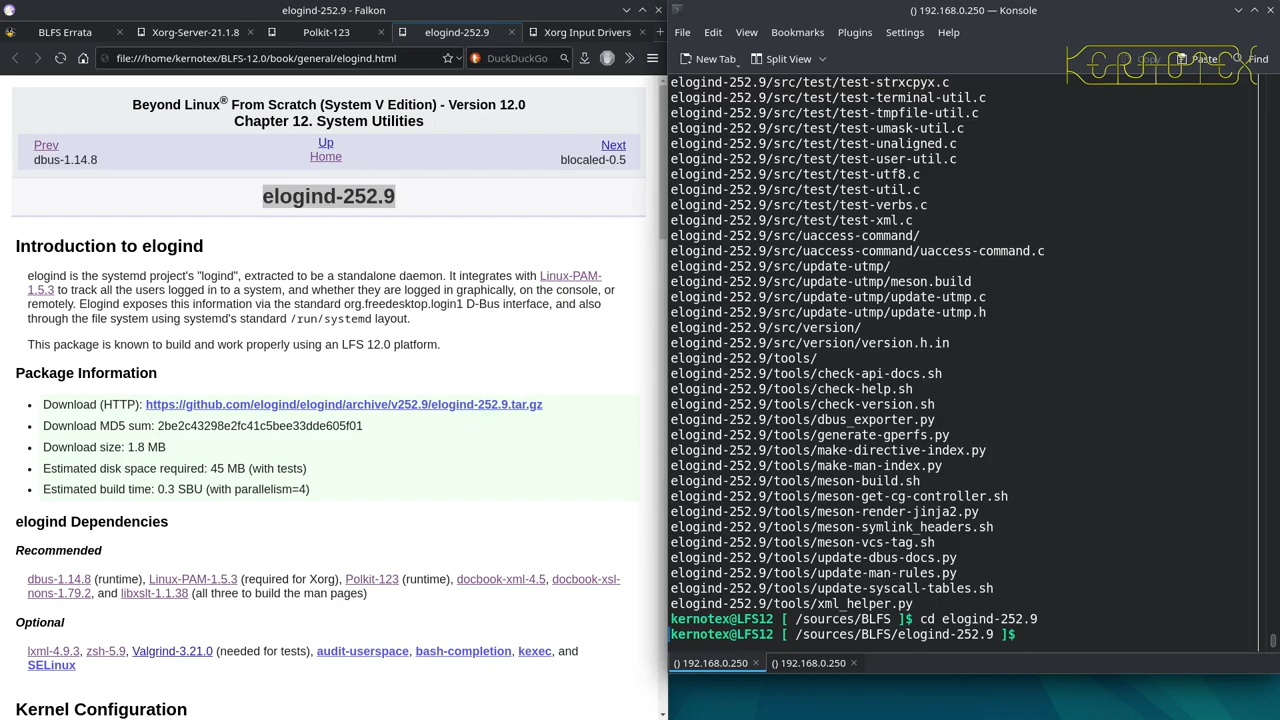 elogind-252.9 - Falkon
BLFS Errata
Xorg-Server-21.1.8
Polkit-123
elogind-252.9
Xorg Input Drivers
file:///home/kernotex/BLFS-12.0/book/general/elogind.html
DuckDuckGo
Beyond Linux® From Scratch (System V Edition) - Version 12.0
Chapter 12. System Utilities
Prev
Up
Next
dbus-1.14.8
Home
blocaled-0.5
elogind-252.9
Introduction to elogind
elogind is the systemd project's "logind", extracted to be a standalone daemon. It integrates with Linux-PAM-
1.5.3 to track all the users logged in to a system, and whether they are logged in graphically, on the console, or
remotely. Elogind exposes this information via the standard org.freedesktop.login1 D-Bus interface, and also
through the file system using systemd's standard /run/systemd layout.
This package is known to build and work properly using an LFS 12.0 platform.
Package Information
• Download (HTTP): https://github.com/elogind/elogind/archive/v252.9/elogind-252.9.tar.gz
• Download MD5 sum: 2be2c43298e2fc41c5bee33dde605f01
• Download size: 1.8 MB
• Estimated disk space required: 45 MB (with tests)
• Estimated build time: 0.3 SBU (with parallelism=4)
elogind Dependencies
Recommended
dbus-1.14.8 (runtime), Linux-PAM-1.5.3 (required for Xorg), Polkit-123 (runtime), docbook-xml-4.5, docbook-xsl-
nons-1.79.2, and libxslt-1.1.38 (all three to build the man pages)
Optional
lxml-4.9.3, zsh-5.9, Valgrind-3.21.0 (needed for tests), audit-userspace, bash-completion, kexec, and
SELinux
Kernel Configuration
() 192.168.0.250 — Konsole
File Edit View Bookmarks Plugins Settings Help
New Tab
Split View
Copy
Paste
Find
KERNOTEX
elogind-252.9/src/test/test-strxcpyx.c
elogind-252.9/src/test/test-terminal-util.c
elogind-252.9/src/test/test-tmpfile-util.c
elogind-252.9/src/test/test-umask-util.c
elogind-252.9/src/test/test-unaligned.c
elogind-252.9/src/test/test-user-util.c
elogind-252.9/src/test/test-utf8.c
elogind-252.9/src/test/test-util.c
elogind-252.9/src/test/test-verbs.c
elogind-252.9/src/test/test-xml.c
elogind-252.9/src/uaccess-command/
elogind-252.9/src/uaccess-command/uaccess-command.c
elogind-252.9/src/update-utmp/
elogind-252.9/src/update-utmp/meson.build
elogind-252.9/src/update-utmp/update-utmp.c
elogind-252.9/src/update-utmp/update-utmp.h
elogind-252.9/src/version/
elogind-252.9/src/version/version.h.in
elogind-252.9/tools/
elogind-252.9/tools/check-api-docs.sh
elogind-252.9/tools/check-help.sh
elogind-252.9/tools/check-version.sh
elogind-252.9/tools/dbus_exporter.py
elogind-252.9/tools/generate-gperfs.py
elogind-252.9/tools/make-directive-index.py
elogind-252.9/tools/make-man-index.py
elogind-252.9/tools/meson-build.sh
elogind-252.9/tools/meson-get-cg-controller.sh
elogind-252.9/tools/meson-render-jinja2.py
elogind-252.9/tools/meson-symlink_headers.sh
elogind-252.9/tools/meson-vcs-tag.sh
elogind-252.9/tools/update-dbus-docs.py
elogind-252.9/tools/update-man-rules.py
elogind-252.9/tools/update-syscall-tables.sh
elogind-252.9/tools/xml_helper.py
kernotex@LFS12 [ /sources/BLFS ]$ cd elogind-252.9
kernotex@LFS12 [ /sources/BLFS/elogind-252.9 ]$
() 192.168.0.250
() 192.168.0.250